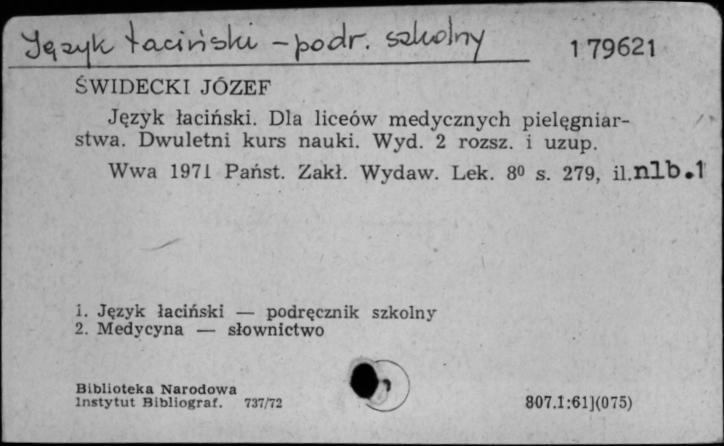 Język łaciński - podr. szkolny
179621
ŚWIDECKI JÓZEF
Język łaciński. Dla liceów medycznych pielęgniar-
stwa. Dwuletni kurs nauki. Wyd. 2 rozsz. i uzup.
Wwa 1971 Państ. Zakł. Wydaw. Lek. 8⁰ s. 279, il.nlb.1
1. Język łaciński — podręcznik szkolny
2. Medycyna — słownictwo
Biblioteka Narodowa
Instytut Bibliograf. 737/72
807.1:61](075)